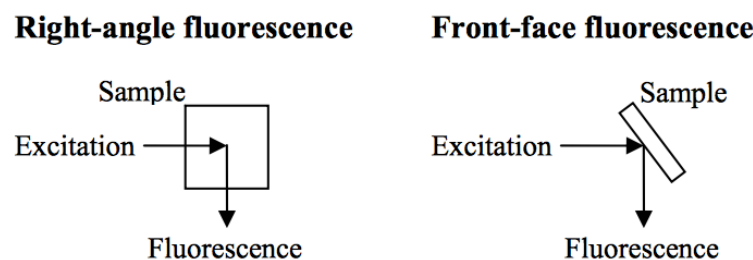 Right-angle fluorescence
Sample
Excitation
Fluorescence
Front-face fluorescence
Sample
Excitation
Fluorescence